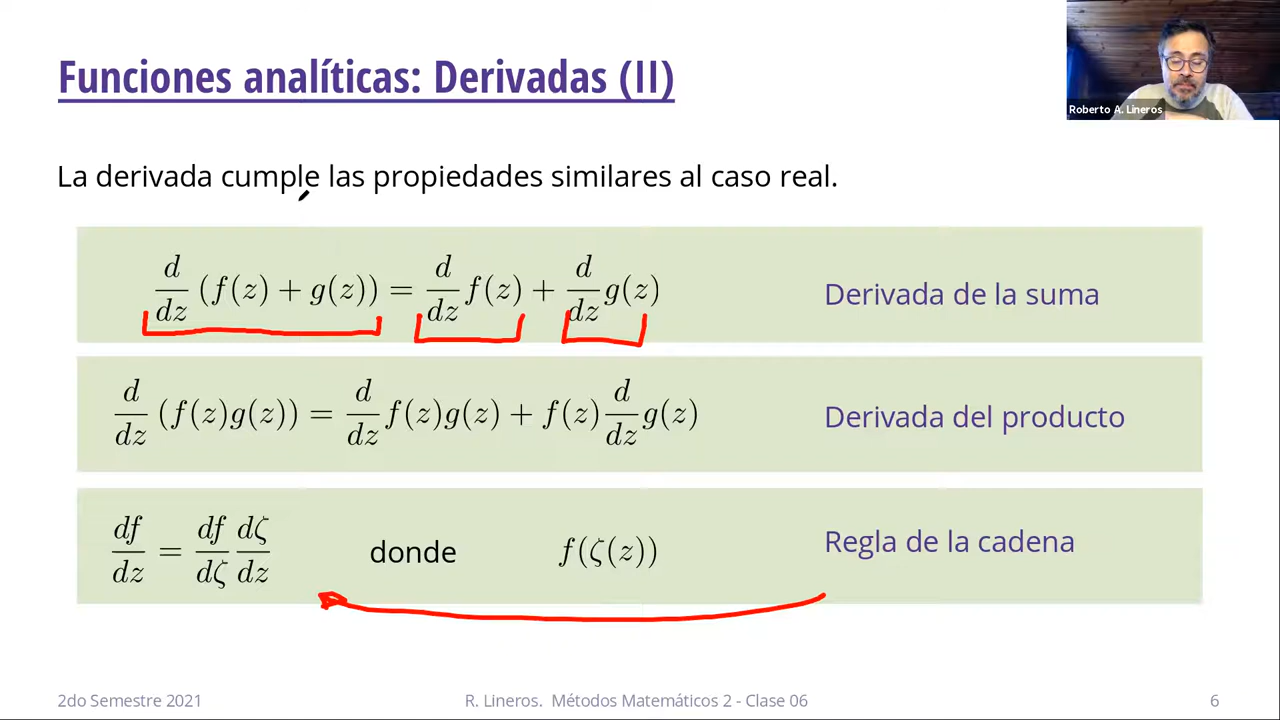 Funciones analíticas: Derivadas (II)
Roberto A. Lineros
La derivada cumple las propiedades similares al caso real.
d/dz (f(z) + g(z)) = d/dz f(z) + d/dz g(z)
Derivada de la suma
d/dz (f(z)g(z)) = d/dz f(z)g(z) + f(z) d/dz g(z)
Derivada del producto
df/dz = df/dζ dζ/dz donde f(ζ(z))
Regla de la cadena
2do Semestre 2021
R. Lineros. Métodos Matemáticos 2 - Clase 06
6